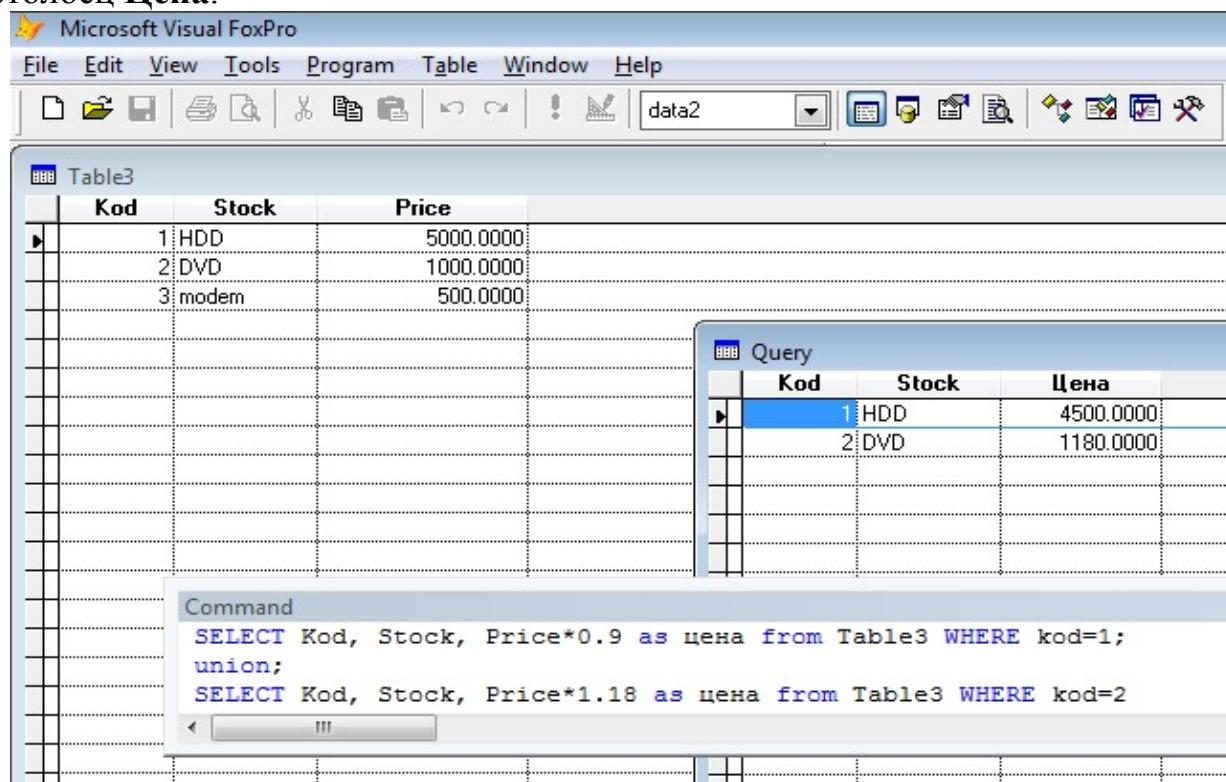 Цена.
Microsoft Visual FoxPro
File Edit View Tools Program Table Window Help
data2
Table3
Kod Stock Price
1 HDD 5000.0000
2 DVD 1000.0000
3 modem 500.0000
Query
Kod Stock Цена
1 HDD 4500.0000
2 DVD 1180.0000
Command
SELECT Kod, Stock, Price*0.9 as цена from Table3 WHERE kod=1;
union;
SELECT Kod, Stock, Price*1.18 as цена from Table3 WHERE kod=2